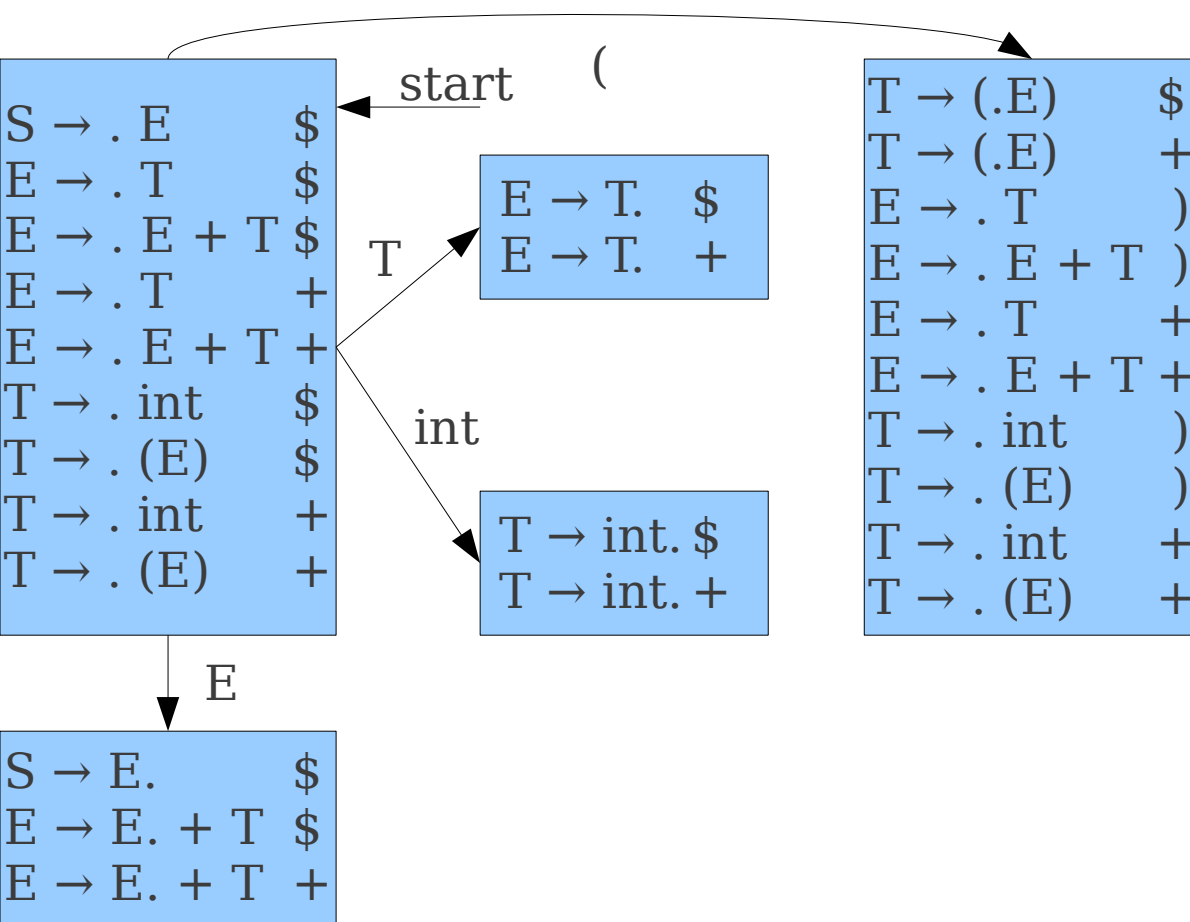 (
start
S → . E $
E → . T $
E → . E + T $
E → . T +
E → . E + T +
T → . int $
T → . (E) $
T → . int +
T → . (E) +
T
E → T. $
E → T. +
int
T → int. $
T → int. +
T → (.E) $
T → (.E) +
E → . T )
E → . E + T )
E → . T +
E → . E + T +
T → . int )
T → . (E) )
T → . int +
T → . (E) +
E
S → E. $
E → E. + T $
E → E. + T +